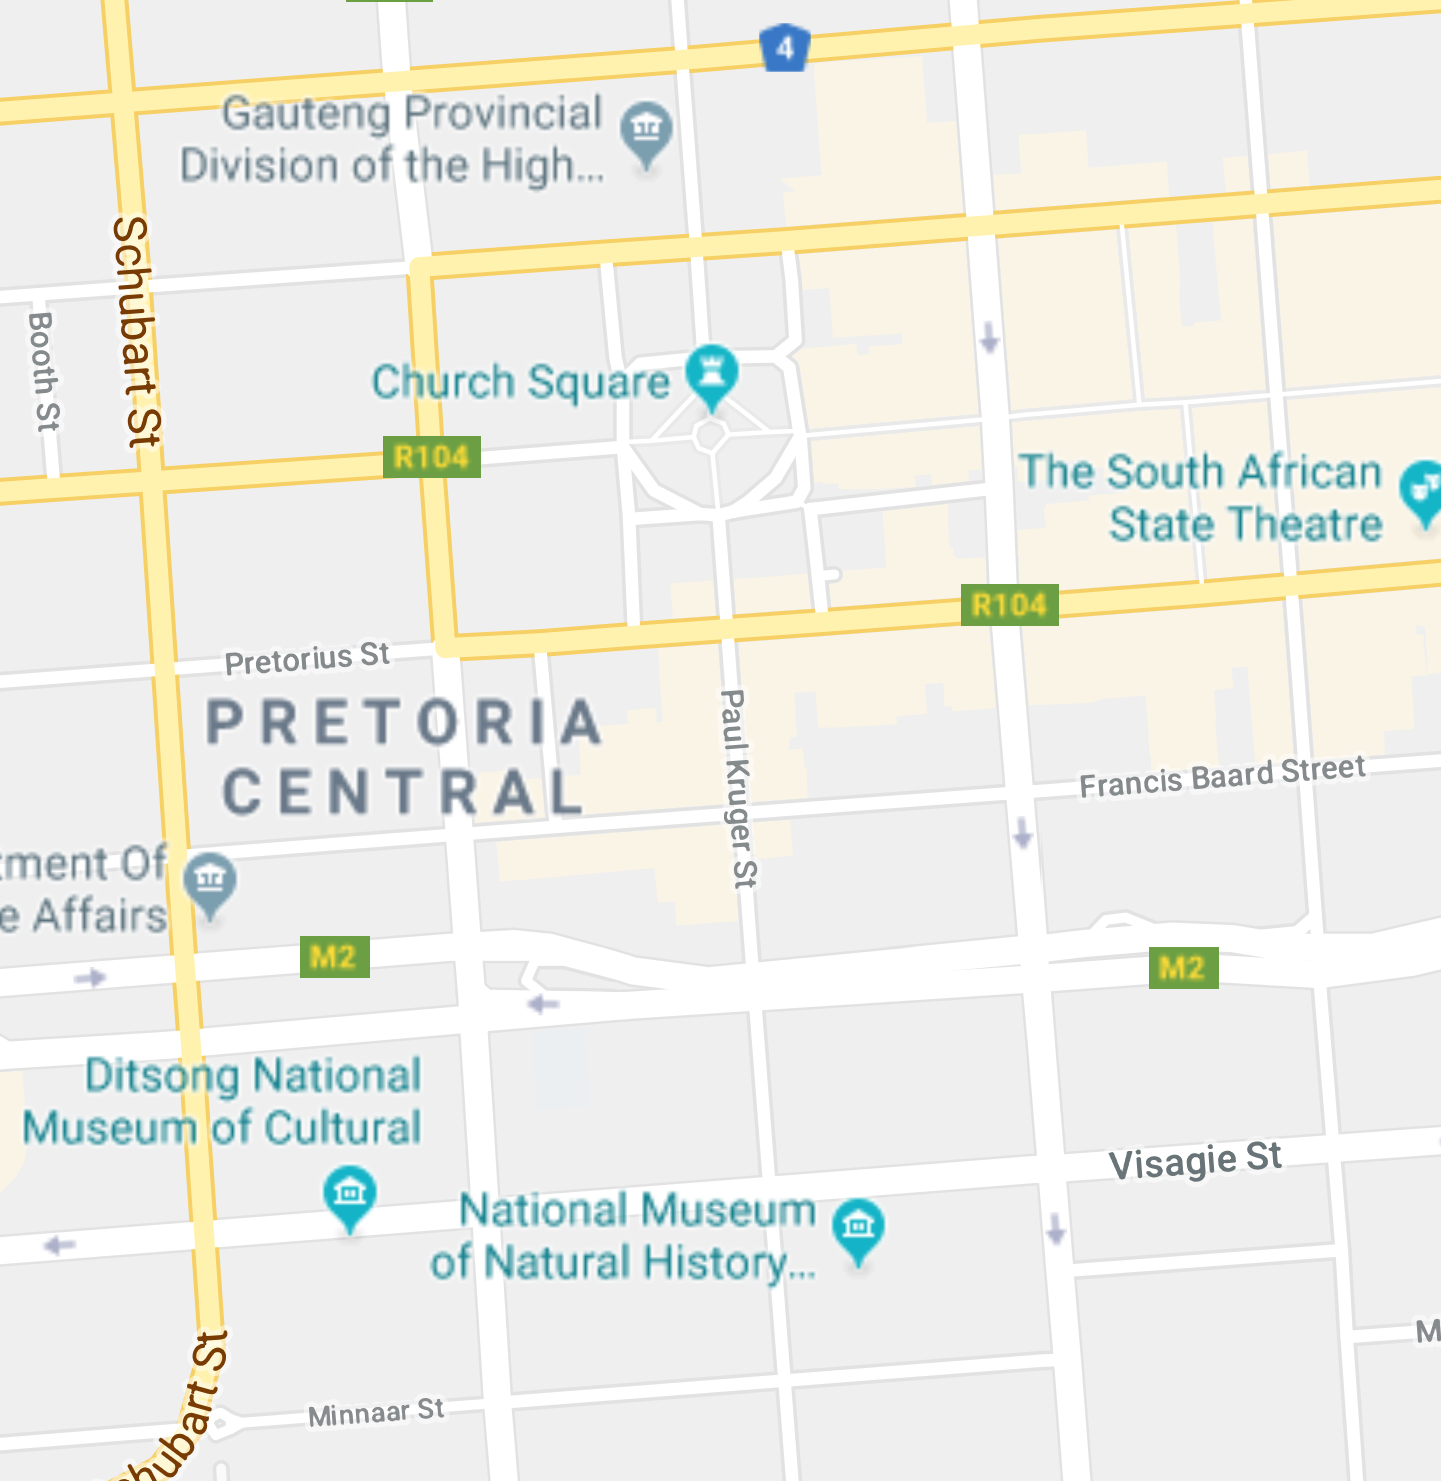 4
Gauteng Provincial
Division of the High...
Schubart St
Booth St
Church Square
R104
The South African
State Theatre
R104
Pretorius St
PRETORIA
CENTRAL
Paul Kruger St
Francis Baard Street
tment Of
e Affairs
M2
M2
Ditsong National
Museum of Cultural
Visagie St
National Museum
of Natural History...
Schubart St
M
Minnaar St
chubart St